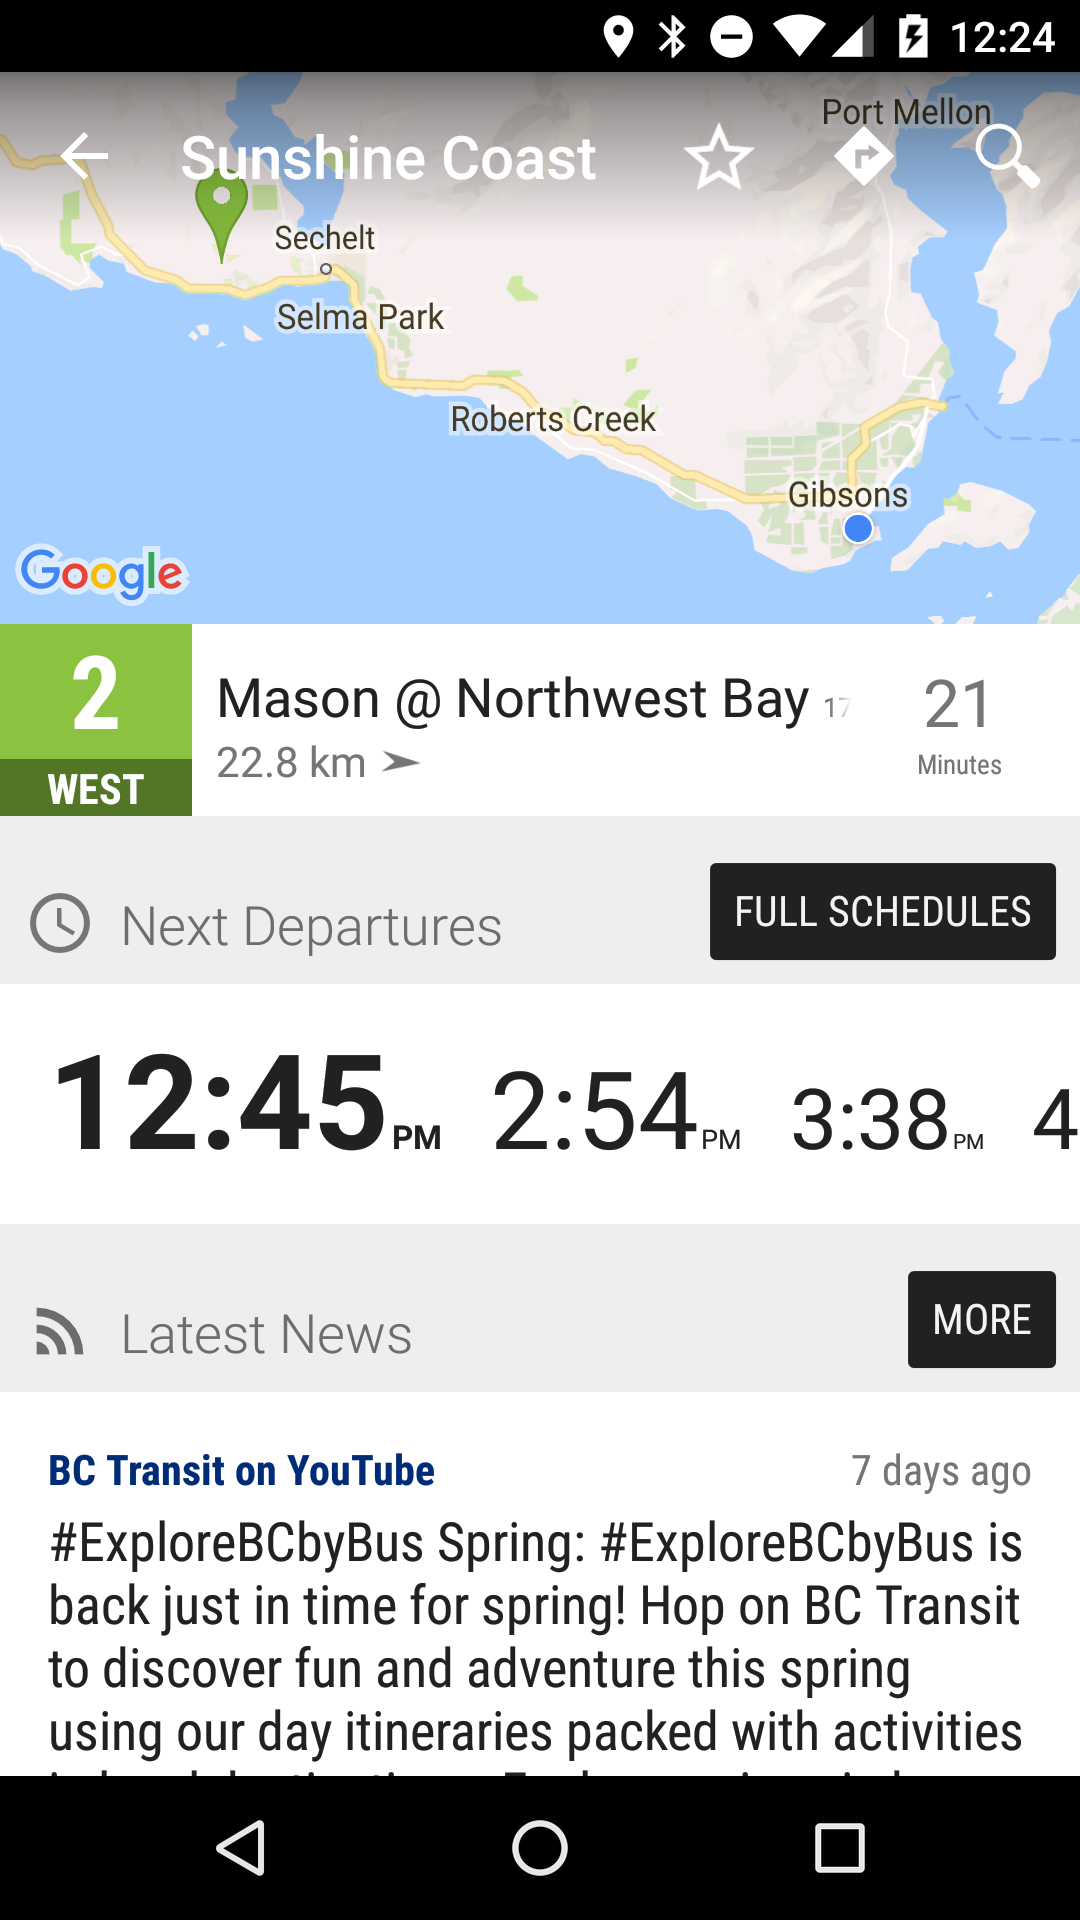 12:24
Port Mellon
Sunshine Coast
Sechelt
Selma Park
Roberts Creek
Gibsons
Google
2
WEST
Mason @ Northwest Bay 17
22.8 km
21
Minutes
Next Departures
FULL SCHEDULES
12:45 PM 2:54 PM 3:38 PM 4
Latest News
MORE
BC Transit on YouTube
7 days ago
#ExploreBCbyBus Spring: #ExploreBCbyBus is
back just in time for spring! Hop on BC Transit
to discover fun and adventure this spring
using our day itineraries packed with activities